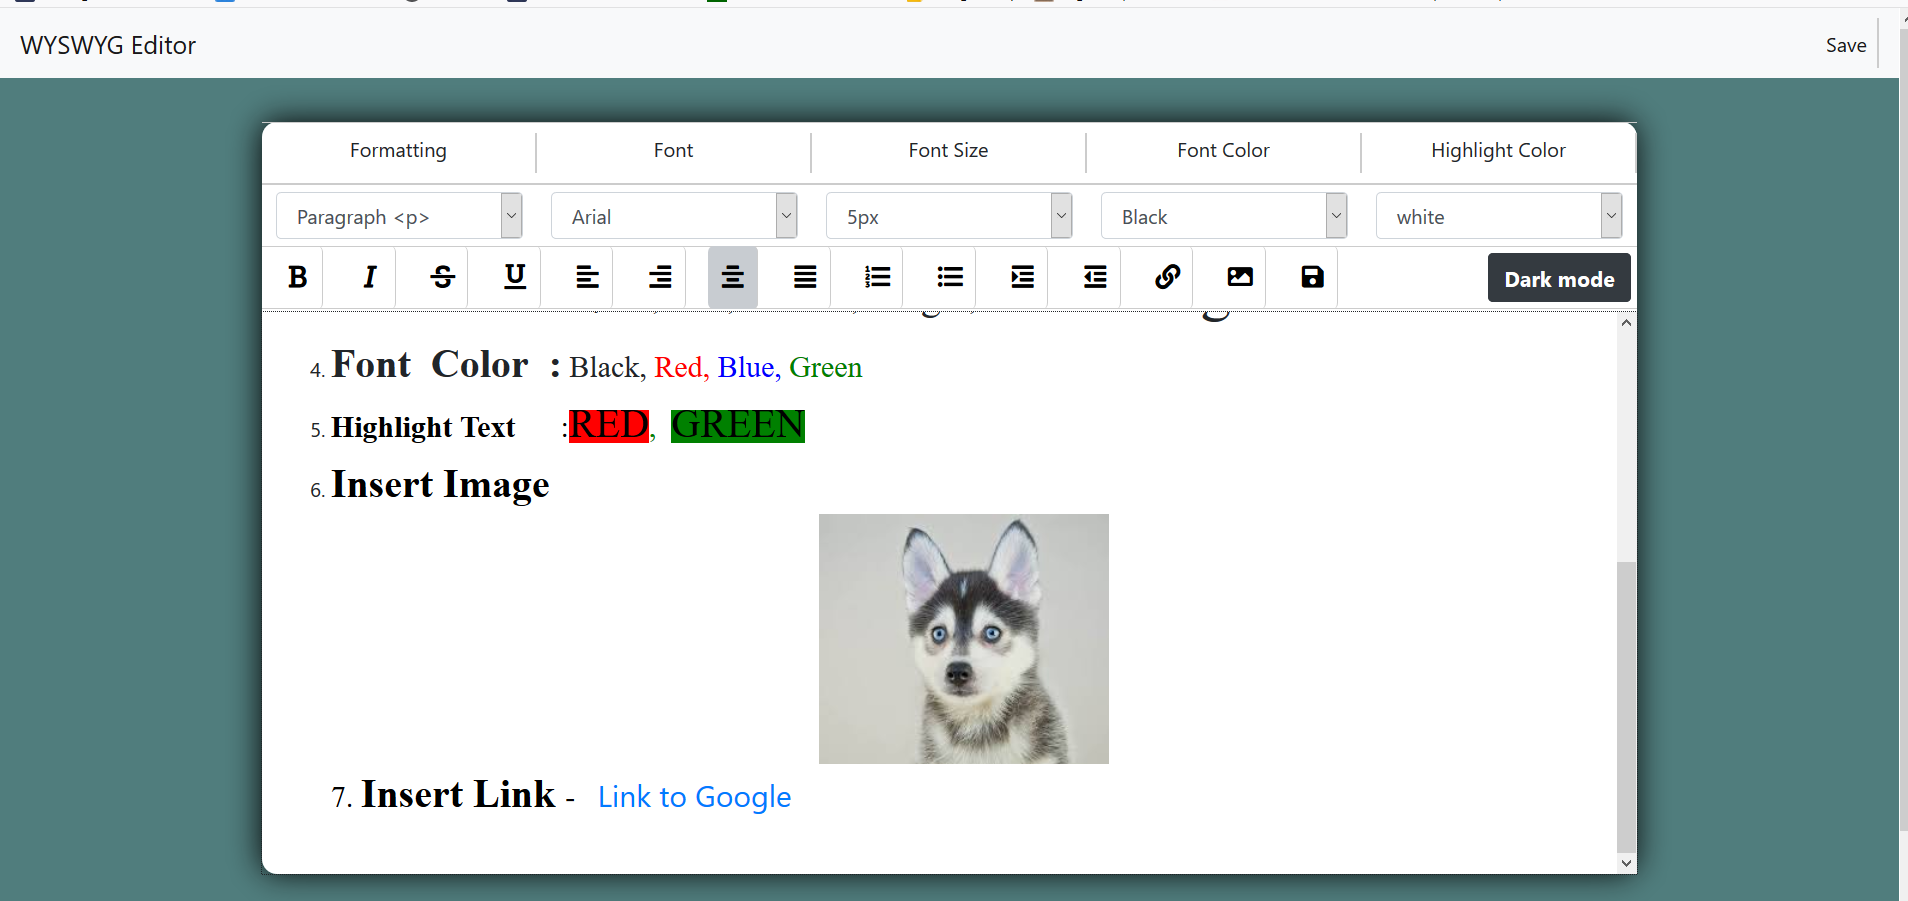 WYSWYG Editor Save
Formatting Font Font Size Font Color Highlight Color
Paragraph <p> Arial 5px Black white
B I S U Dark mode
4. Font Color : Black, Red, Blue, Green
5. Highlight Text :RED, GREEN
6. Insert Image
7. Insert Link - Link to Google